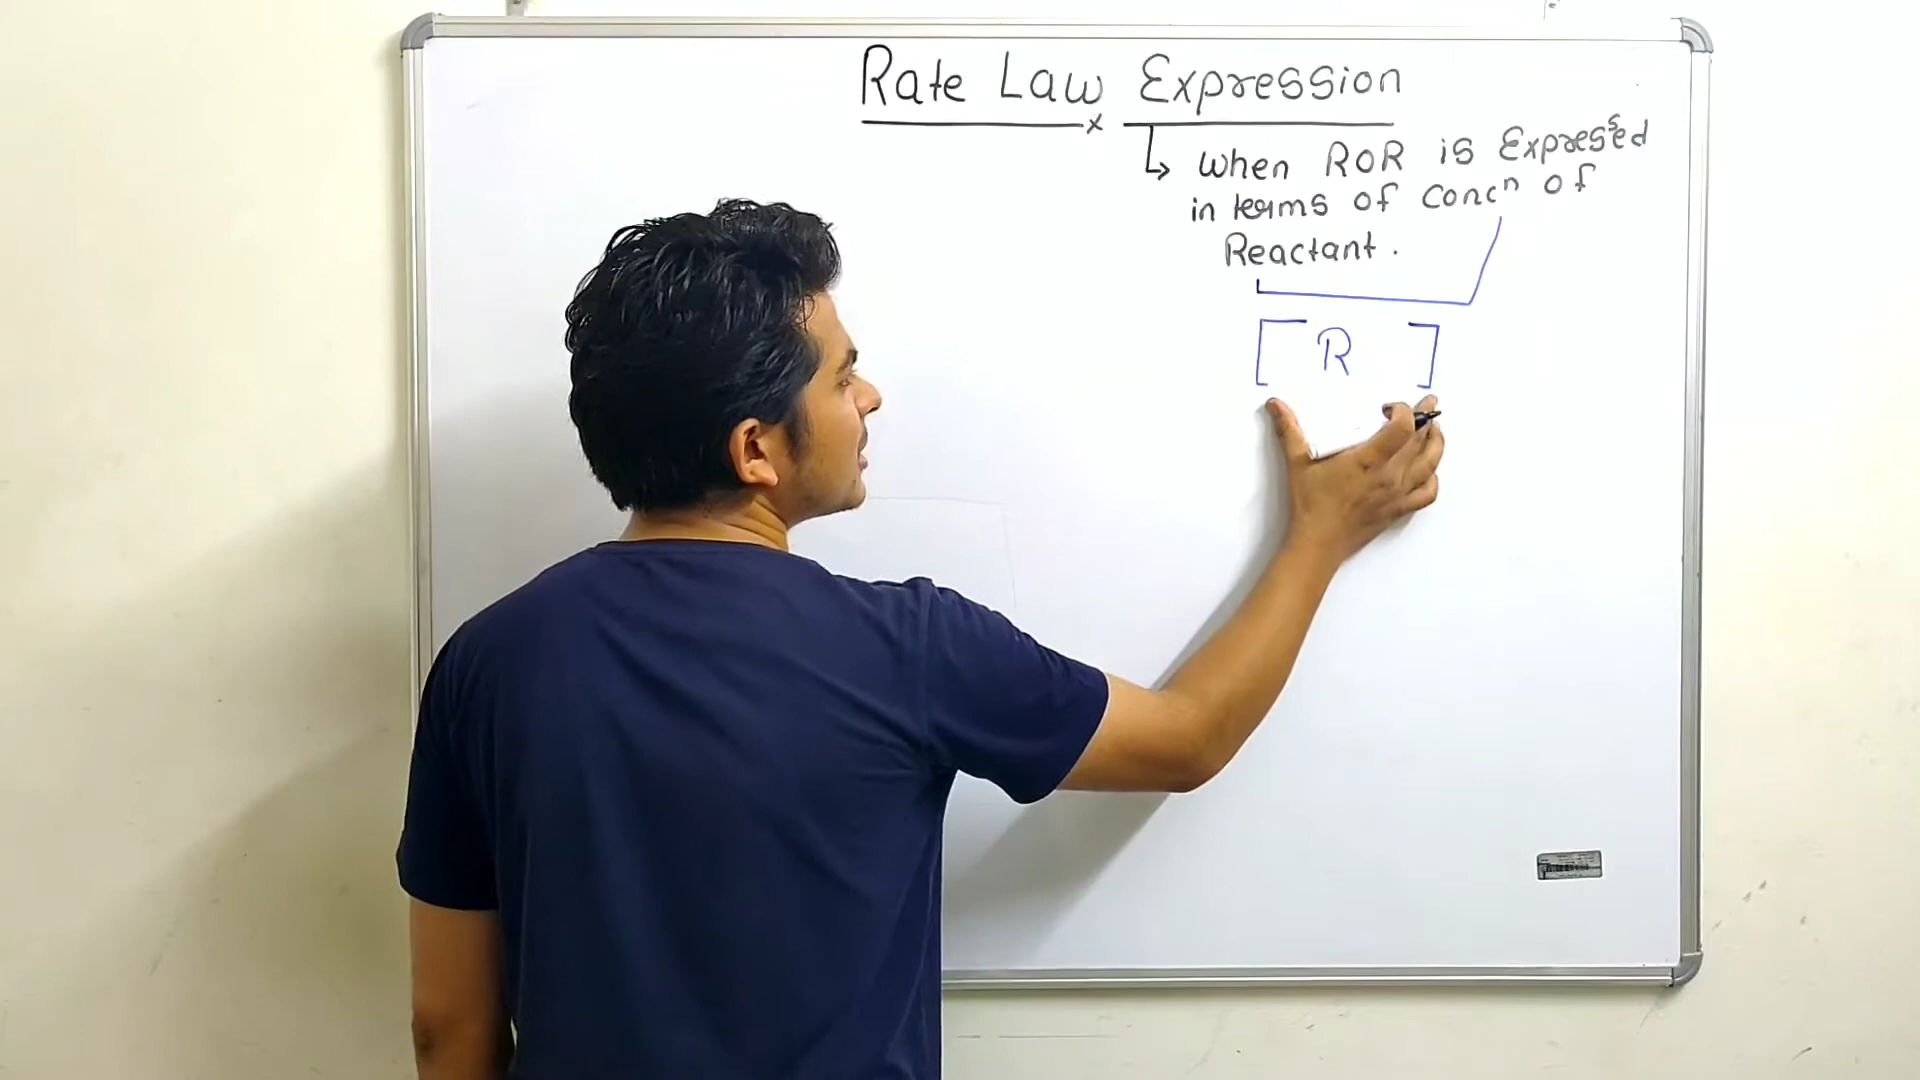 Rate Law Expression
When ROR is Expressed
in terms of Concⁿ of
Reactant.
[ R ]